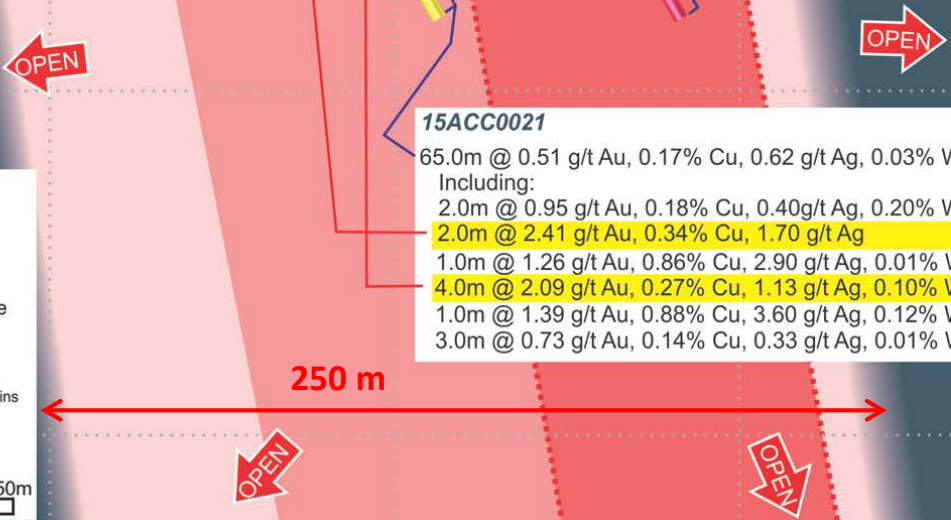 OPEN
OPEN
15ACC0021
65.0m @ 0.51 g/t Au, 0.17% Cu, 0.62 g/t Ag, 0.03% W
Including:
2.0m @ 0.95 g/t Au, 0.18% Cu, 0.40g/t Ag, 0.20% W
2.0m @ 2.41 g/t Au, 0.34% Cu, 1.70 g/t Ag
1.0m @ 1.26 g/t Au, 0.86% Cu, 2.90 g/t Ag, 0.01% W
4.0m @ 2.09 g/t Au, 0.27% Cu, 1.13 g/t Ag, 0.10% W
1.0m @ 1.39 g/t Au, 0.88% Cu, 3.60 g/t Ag, 0.12% W
3.0m @ 0.73 g/t Au, 0.14% Cu, 0.33 g/t Ag, 0.01% W
250 m
OPEN
OPEN